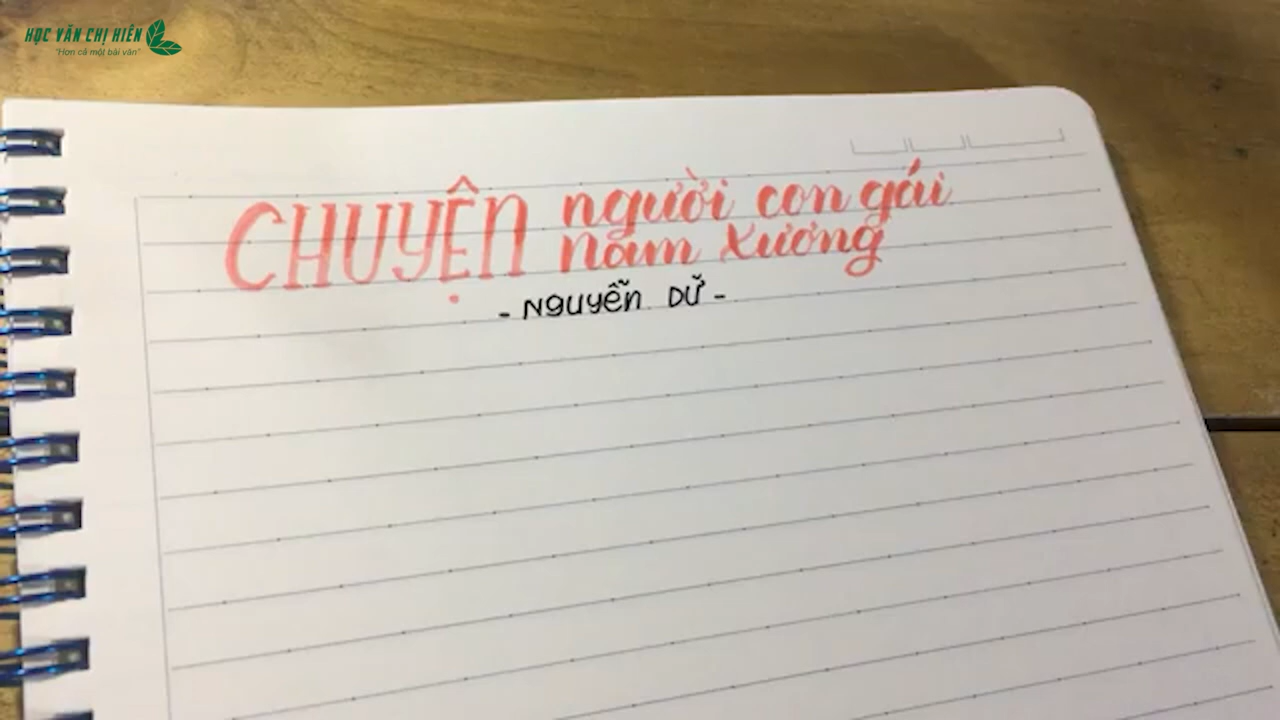 HỌC VĂN CHỊ HIÊN
"Hơn cả một bài văn"
CHUYỆN người con gái
Nam Xương
- Nguyễn Dữ -